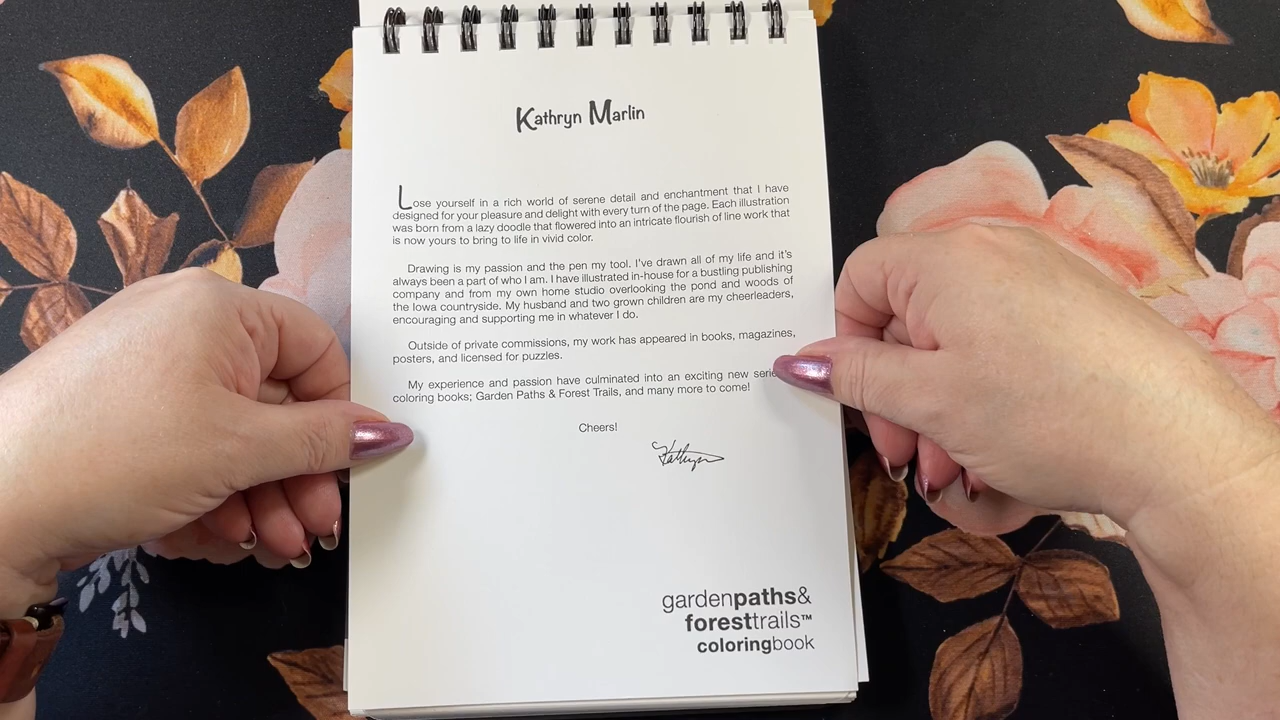 Kathryn Marlin
Lose yourself in a rich world of serene detail and enchantment that I have
designed for your pleasure and delight with every turn of the page. Each illustration
was born from a lazy doodle that flowered into an intricate flourish of line work that
is now yours to bring to life in vivid color.
Drawing is my passion and the pen my tool. I've drawn all of my life and it's
always been a part of who I am. I have illustrated in-house for a bustling publishing
company and from my own home studio overlooking the pond and woods of
the Iowa countryside. My husband and two grown children are my cheerleaders,
encouraging and supporting me in whatever I do.
Outside of private commissions, my work has appeared in books, magazines,
posters, and licensed for puzzles.
My experience and passion have culminated into an exciting new
coloring books; Garden Paths & Forest Trails, and many more to come!
Cheers!
Kathryn
gardenpaths&
foresttrails™
coloringbook